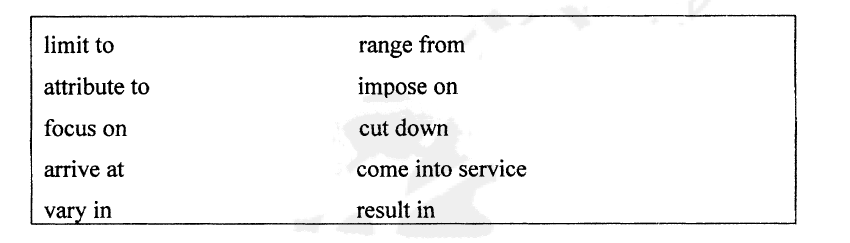 limit to range from
attribute to impose on
focus on cut down
arrive at come into service
vary in result in